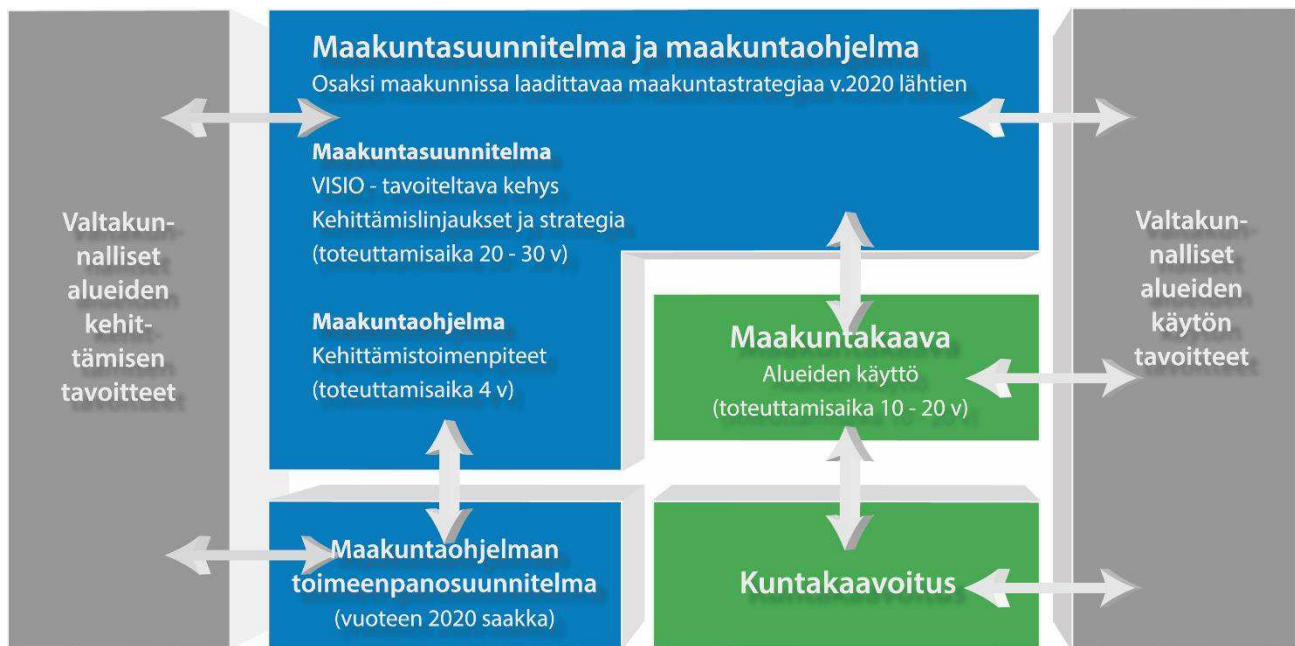 Maakuntasuunnitelma ja maakuntaohjelma
Osaksi maakunnissa laadittavaa maakuntastrategiaa v.2020 lähtien
Maakuntasuunnitelma
VISIO - tavoiteltava kehys
Kehittämislinjaukset ja strategia
(toteuttamisaika 20 - 30 v)
Maakuntaohjelma
Kehittämistoimenpiteet
(toteuttamisaika 4 v)
Valtakun-
nalliset
alueiden
kehit-
tämisen
tavoitteet
Maakuntakaava
Alueiden käyttö
(toteuttamisaika 10 - 20 v)
Valtakun-
nalliset
alueiden
käytön
tavoitteet
Maakuntaohjelman
toimeenpanosuunnitelma
(vuoteen 2020 saakka)
Kuntakaavoitus